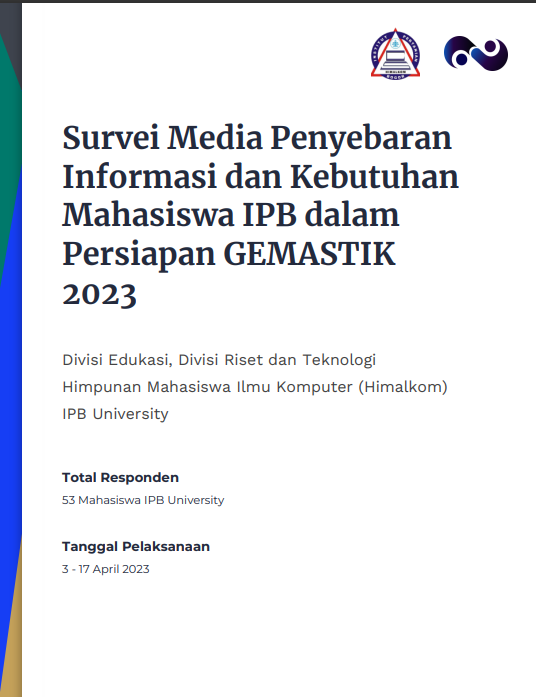 Survei Media Penyebaran
Informasi dan Kebutuhan
Mahasiswa IPB dalam
Persiapan GEMASTIK
2023
Divisi Edukasi, Divisi Riset dan Teknologi
Himpunan Mahasiswa Ilmu Komputer (Himalkom)
IPB University
Total Responden
53 Mahasiswa IPB University
Tanggal Pelaksanaan
3 - 17 April 2023